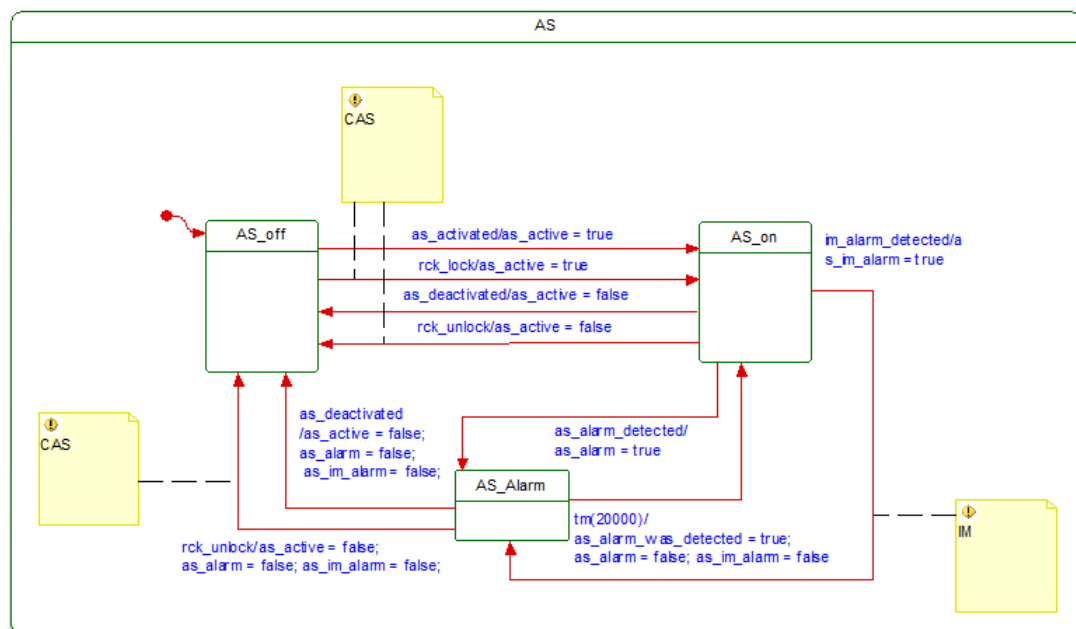 AS
CAS
AS_off
AS_on
as_activated/as_active = true
im_alarm_detected/a
s_im_alarm = true
rck_lock/as_active = true
as_deactivated/as_active = false
rck_unlock/as_active = false
CAS
as_deactivated
/as_active = false;
as_alarm = false;
as_im_alarm = false;
as_alarm_detected/
as_alarm = true
AS_Alarm
tm(20000)/
as_alarm_was_detected = true;
as_alarm = false; as_im_alarm = false
IM
rck_unlock/as_active = false;
as_alarm = false; as_im_alarm = false;